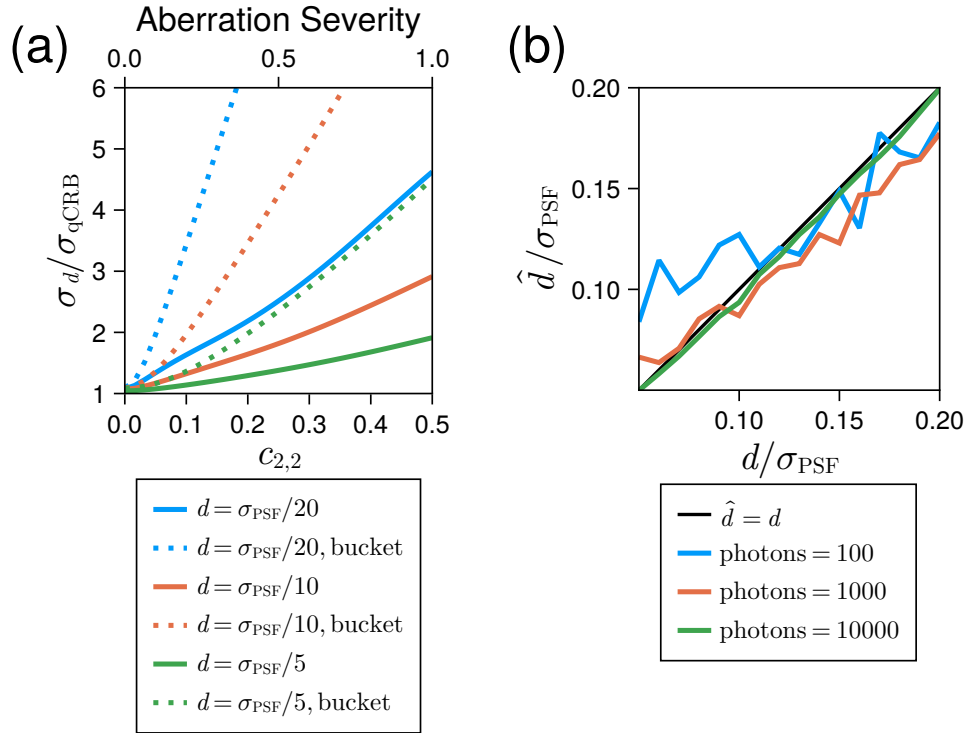 (a)
Aberration Severity
0.0 0.5 1.0
6
5
4
3
2
1
σ_d/σ_qCRB
0.0 0.1 0.2 0.3 0.4 0.5
c_{2,2}
d = σ_PSF/20
d = σ_PSF/20, bucket
d = σ_PSF/10
d = σ_PSF/10, bucket
d = σ_PSF/5
d = σ_PSF/5, bucket
(b)
0.20
0.15
0.10
d̂/σ_PSF
0.10 0.15 0.20
d/σ_PSF
d̂ = d
photons = 100
photons = 1000
photons = 10000